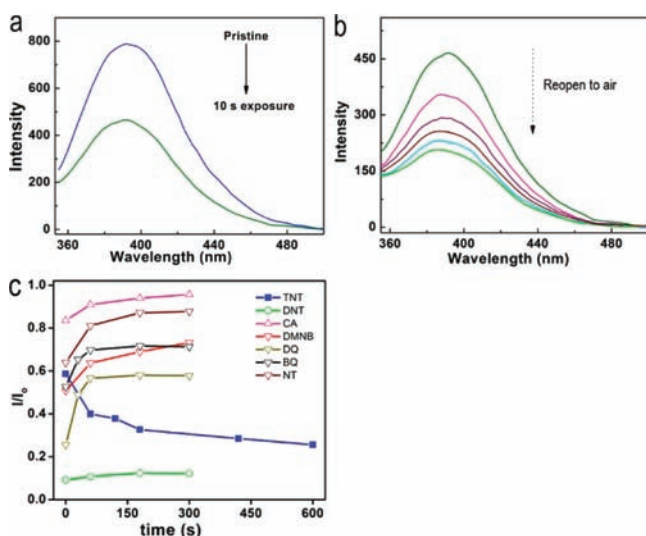 a
800
600
400
200
0
Intensity
Pristine
10 s exposure
360 400 440 480
Wavelength (nm)
b
450
300
150
0
Intensity
Reopen to air
360 400 440 480
Wavelength (nm)
c
1.0
0.8
0.6
0.4
0.2
0.0
I/I₀
TNT
DNT
CA
DMNB
DQ
BQ
NT
0 150 300 450 600
time (s)